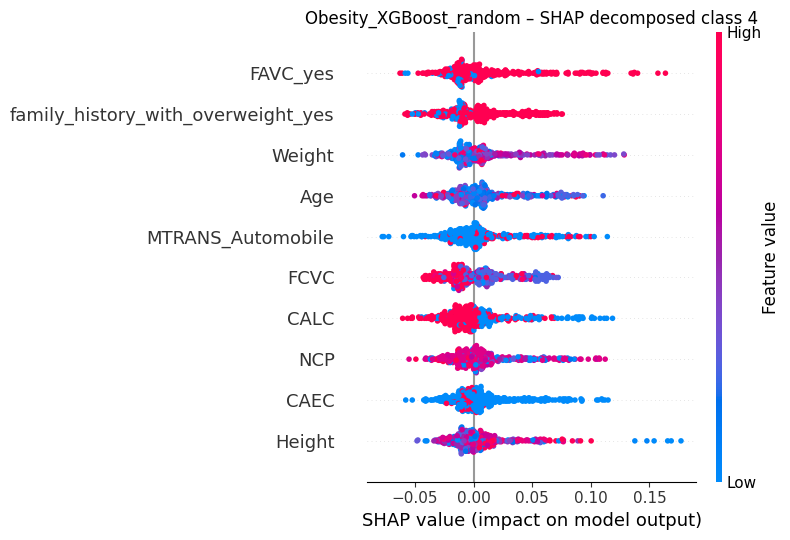 Obesity_XGBoost_random – SHAP decomposed class 4
High
FAVC_yes
family_history_with_overweight_yes
Weight
Age
MTRANS_Automobile
FCVC
CALC
NCP
CAEC
Height
Feature value
Low
−0.05 0.00 0.05 0.10 0.15
SHAP value (impact on model output)